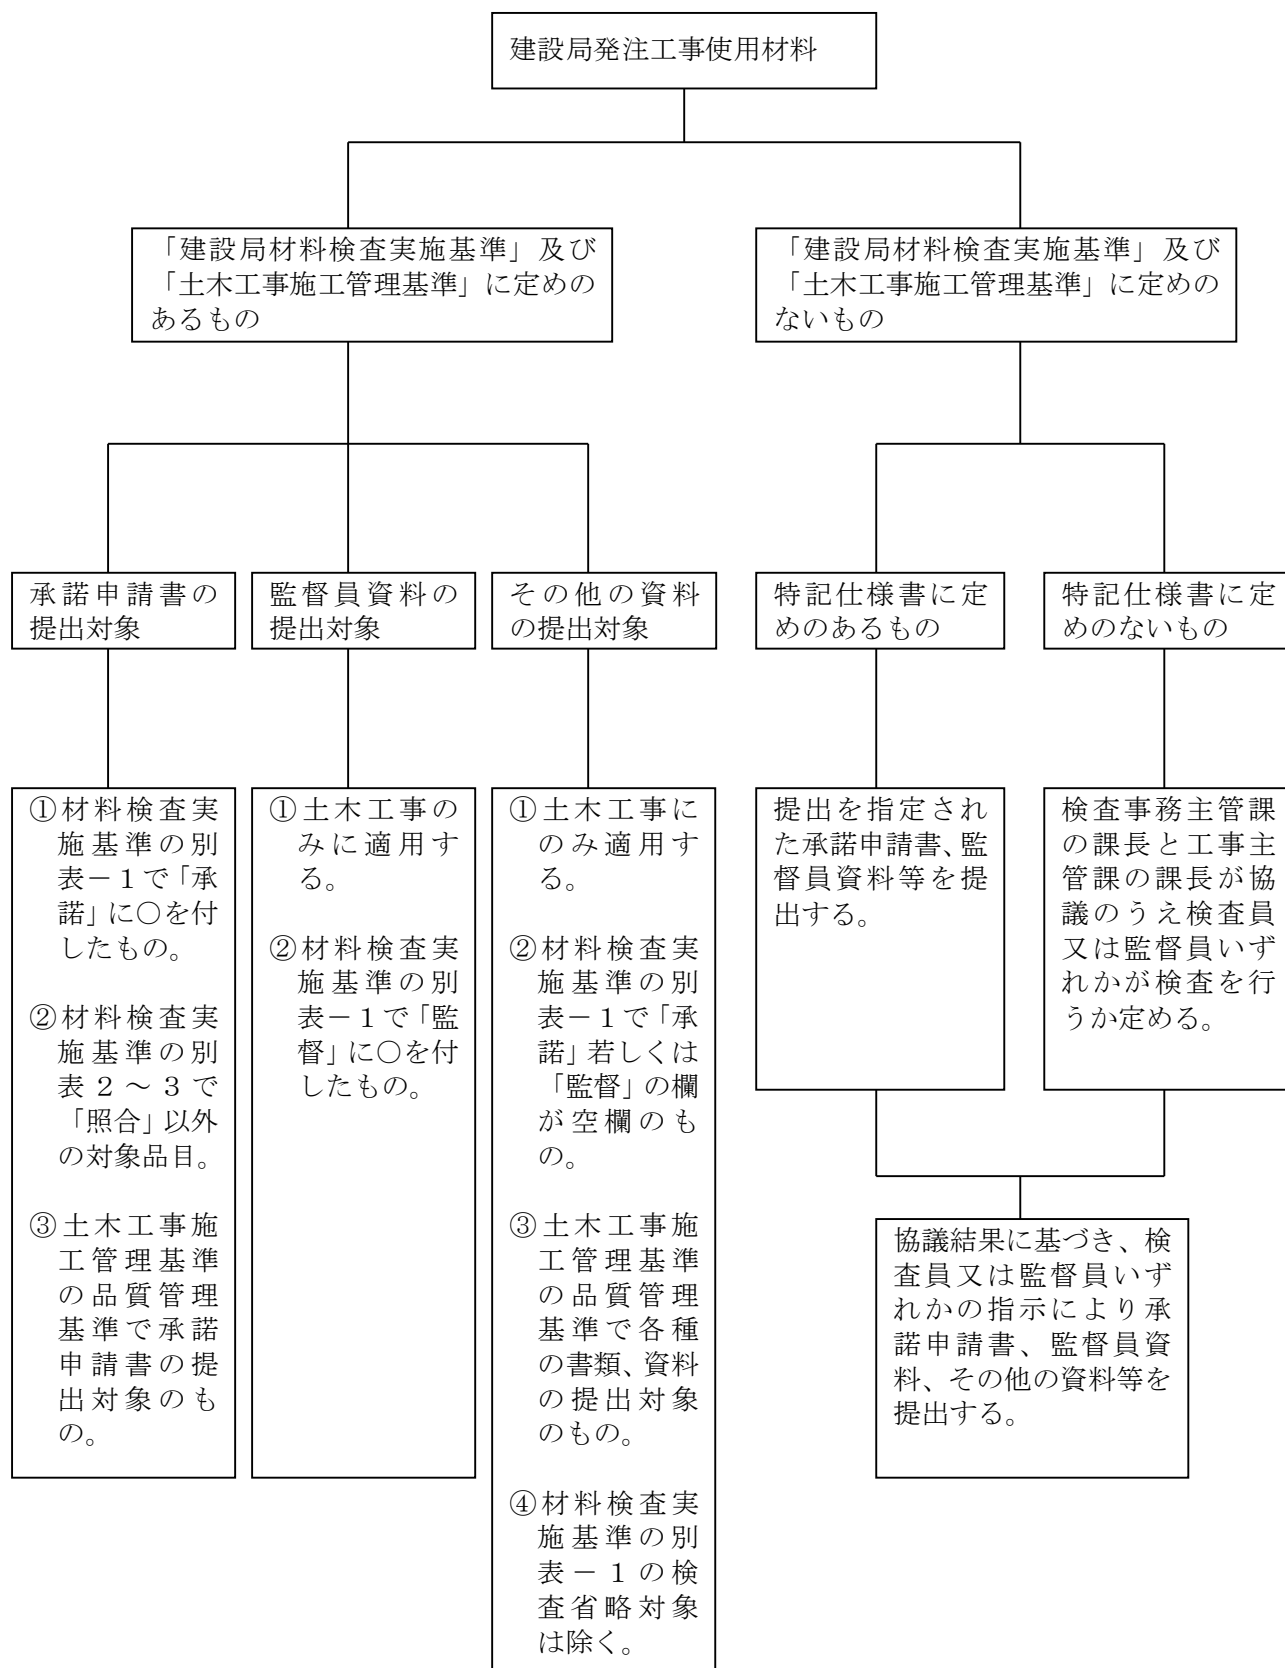 建設局発注工事使用材料
「建設局材料検査実施基準」及び
「土木工事施工管理基準」に定めの
あるもの
「建設局材料検査実施基準」及び
「土木工事施工管理基準」に定めの
ないもの
承諾申請書の
提出対象
監督員資料の
提出対象
その他の資料
の提出対象
特記仕様書に定
めのあるもの
特記仕様書に定
めのないもの
①材料検査実
施基準の別
表－１で「承
諾」に○を付
したもの。
②材料検査実
施基準の別
表２～３で
「照合」以外
の対象品目。
③土木工事施
工管理基準
の品質管理
基準で承諾
申請書の提
出対象のも
の。
①土木工事の
みに適用す
る。
②材料検査実
施基準の別
表－１で「監
督」に○を付
したもの。
①土木工事に
のみ適用す
る。
②材料検査実
施基準の別
表－１で「承
諾」若しくは
「監督」の欄
が空欄のも
の。
③土木工事施
工管理基準
の品質管理
基準で各種
の書類、資料
の提出対象
のもの。
④材料検査実
施基準の別
表－１の検
査省略対象
は除く。
提出を指定され
た承諾申請書、監
督員資料等を提
出する。
検査事務主管課
の課長と工事主
管課の課長が協
議のうえ検査員
又は監督員いず
れかが検査を行
うか定める。
協議結果に基づき、検
査員又は監督員いず
れかの指示により承
諾申請書、監督員資
料、その他の資料等を
提出する。